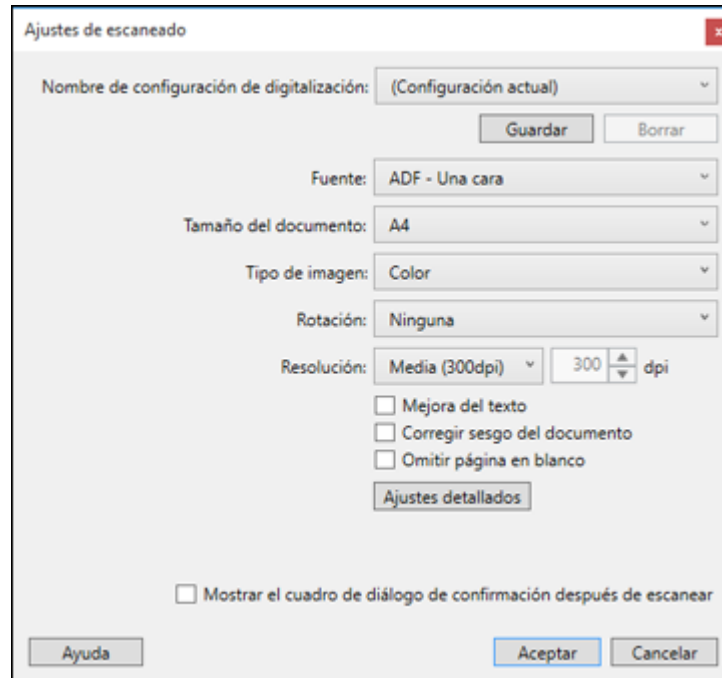 Ajustes de escaneado
x
Nombre de configuración de digitalización: (Configuración actual)
Guardar Borrar
Fuente: ADF - Una cara
Tamaño del documento: A4
Tipo de imagen: Color
Rotación: Ninguna
Resolución: Media (300dpi) 300 dpi
Mejora del texto
Corregir sesgo del documento
Omitir página en blanco
Ajustes detallados
Mostrar el cuadro de diálogo de confirmación después de escanear
Ayuda Aceptar Cancelar